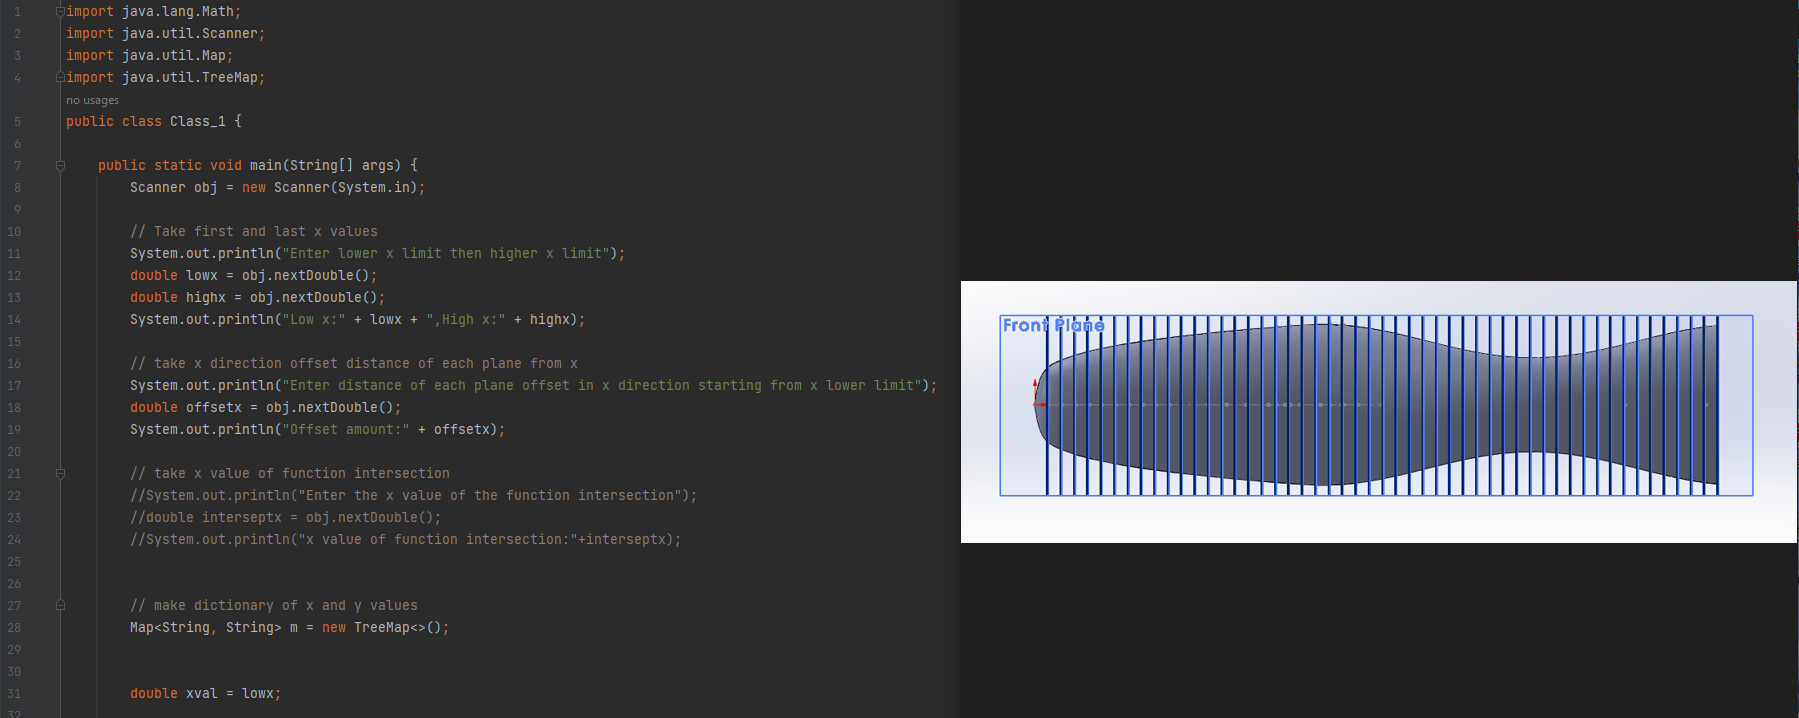 1 import java.lang.Math;
2 import java.util.Scanner;
3 import java.util.Map;
4 import java.util.TreeMap;
no usages
5 public class Class_1 {
6
7 public static void main(String[] args) {
8 Scanner obj = new Scanner(System.in);
9
10 // Take first and last x values
11 System.out.println("Enter lower x limit then higher x limit");
12 double lowx = obj.nextDouble();
13 double highx = obj.nextDouble();
14 System.out.println("Low x:" + lowx + ",High x:" + highx);
15
16 // take x direction offset distance of each plane from x
17 System.out.println("Enter distance of each plane offset in x direction starting from x lower limit");
18 double offsetx = obj.nextDouble();
19 System.out.println("Offset amount:" + offsetx);
20
21 // take x value of function intersection
22 //System.out.println("Enter the x value of the function intersection");
23 //double interseptx = obj.nextDouble();
24 //System.out.println("x value of function intersection:"+interseptx);
25
26
27 // make dictionary of x and y values
28 Map<String, String> m = new TreeMap<>();
29
30
31 double xval = lowx;
32
Front Plane